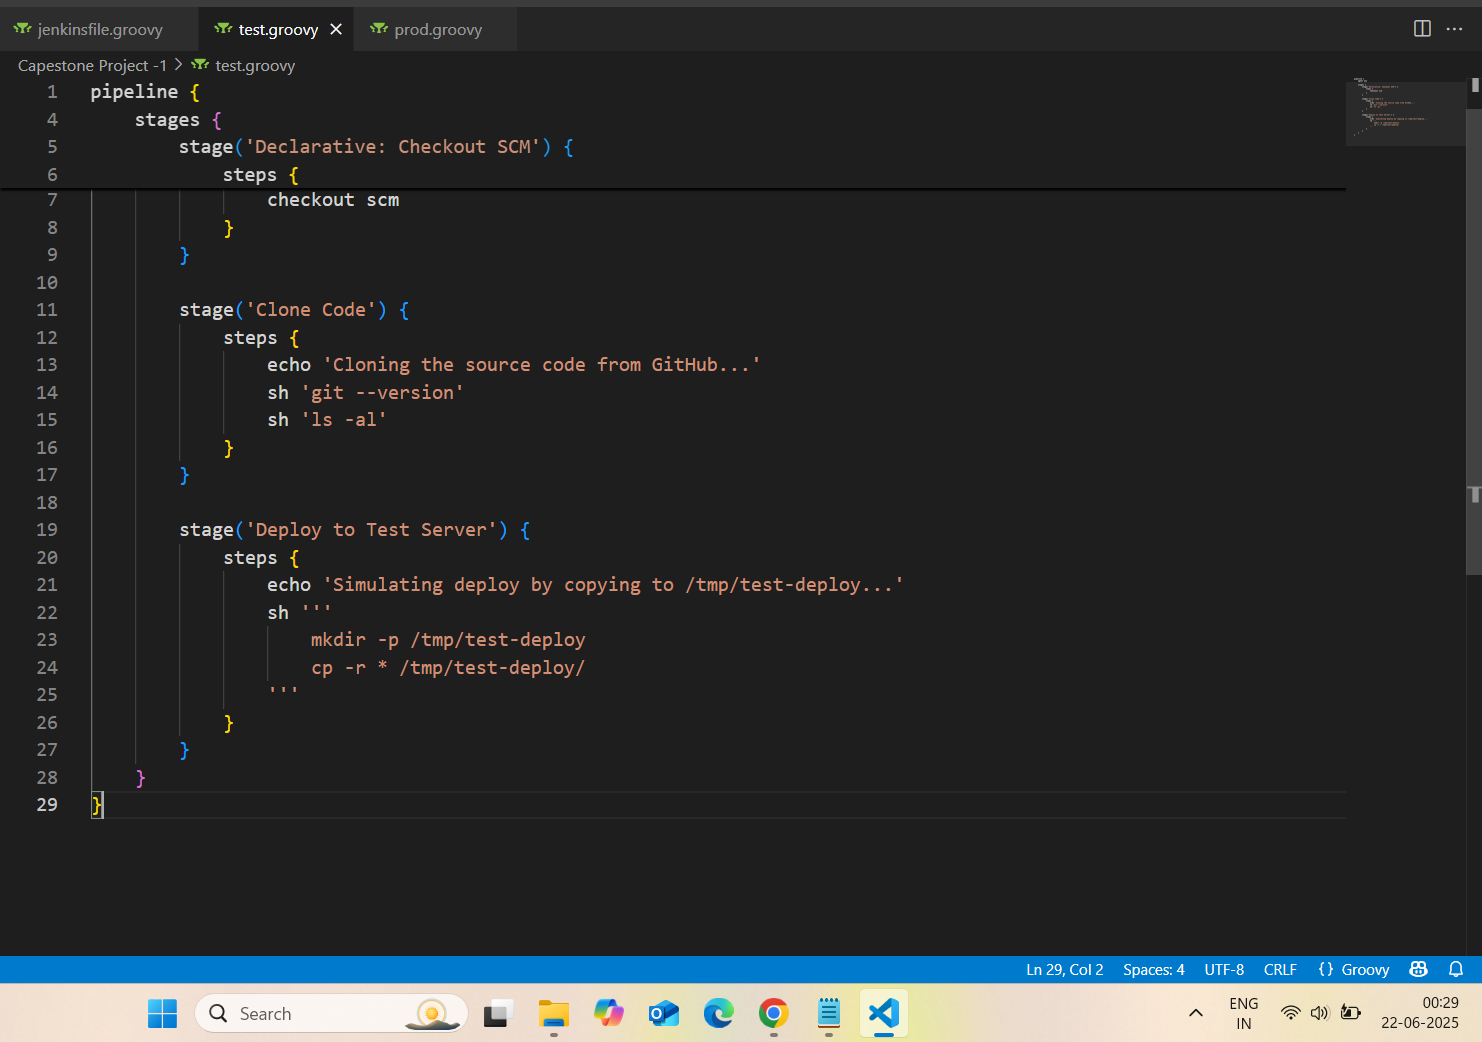 jenkinsfile.groovy
test.groovy
prod.groovy
Capestone Project -1 > test.groovy
1 pipeline {
4 stages {
5 stage('Declarative: Checkout SCM') {
6 steps {
7 checkout scm
8 }
9 }
10
11 stage('Clone Code') {
12 steps {
13 echo 'Cloning the source code from GitHub...'
14 sh 'git --version'
15 sh 'ls -al'
16 }
17 }
18
19 stage('Deploy to Test Server') {
20 steps {
21 echo 'Simulating deploy by copying to /tmp/test-deploy...'
22 sh '''
23 mkdir -p /tmp/test-deploy
24 cp -r * /tmp/test-deploy/
25 '''
26 }
27 }
28 }
29 }
Ln 29, Col 2 Spaces: 4 UTF-8 CRLF {} Groovy
Search
ENG
IN
00:29
22-06-2025